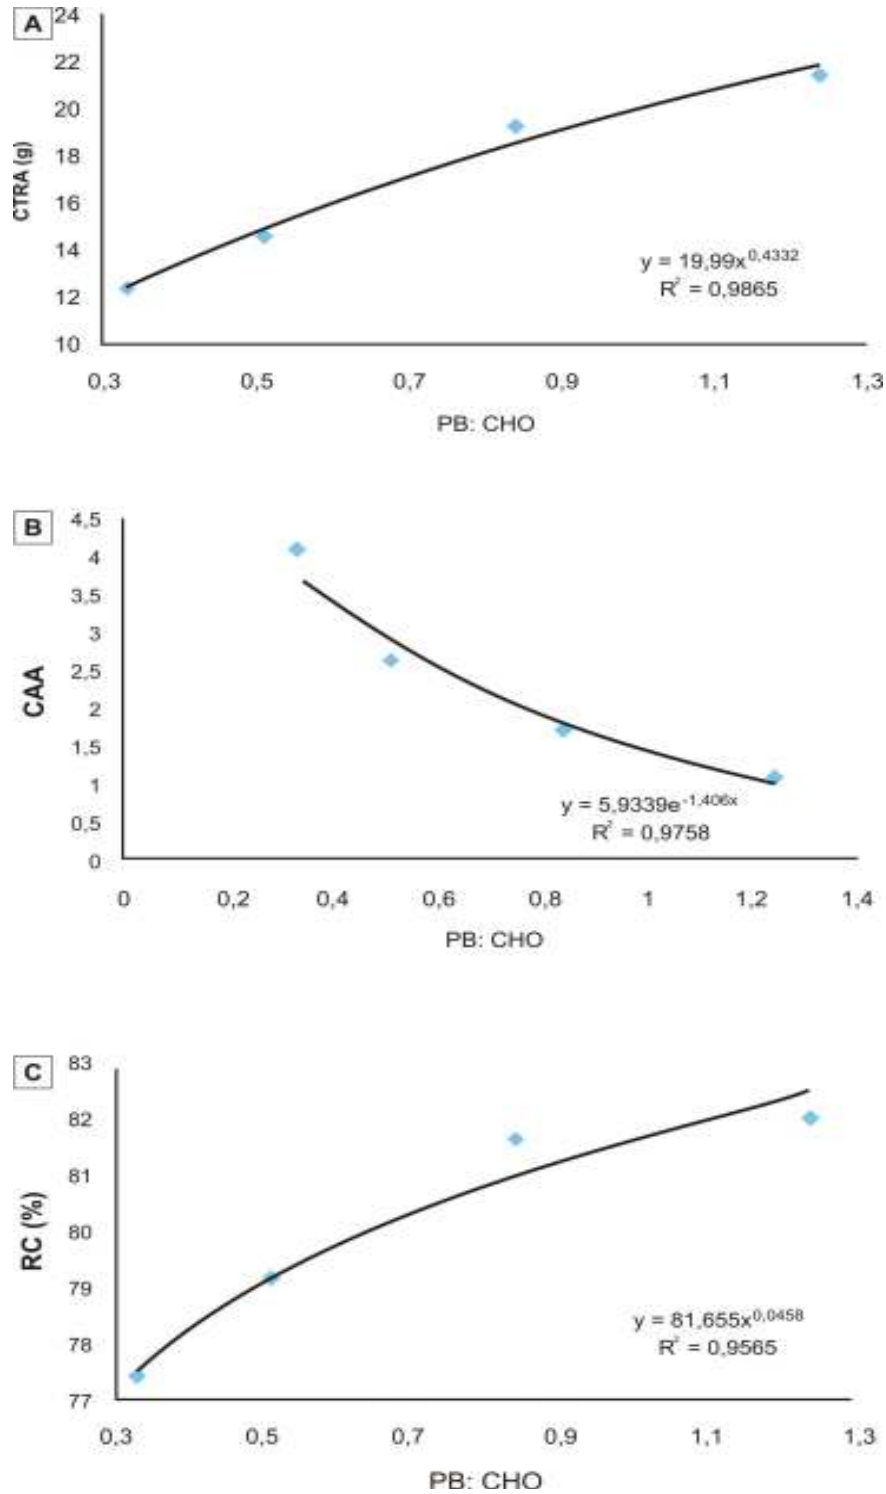 A
24
22
20
18
16
14
12
10
CTRA (g)
y = 19,99x^0,4332
R² = 0,9865
0,3 0,5 0,7 0,9 1,1 1,3
PB: CHO
B
4,5
4
3,5
3
2,5
2
1,5
1
0,5
0
CAA
y = 5,9339e^-1,406x
R² = 0,9758
0 0,2 0,4 0,6 0,8 1 1,2 1,4
PB: CHO
C
83
82
81
80
79
78
77
RC (%)
y = 81,655x^0,0458
R² = 0,9565
0,3 0,5 0,7 0,9 1,1 1,3
PB: CHO